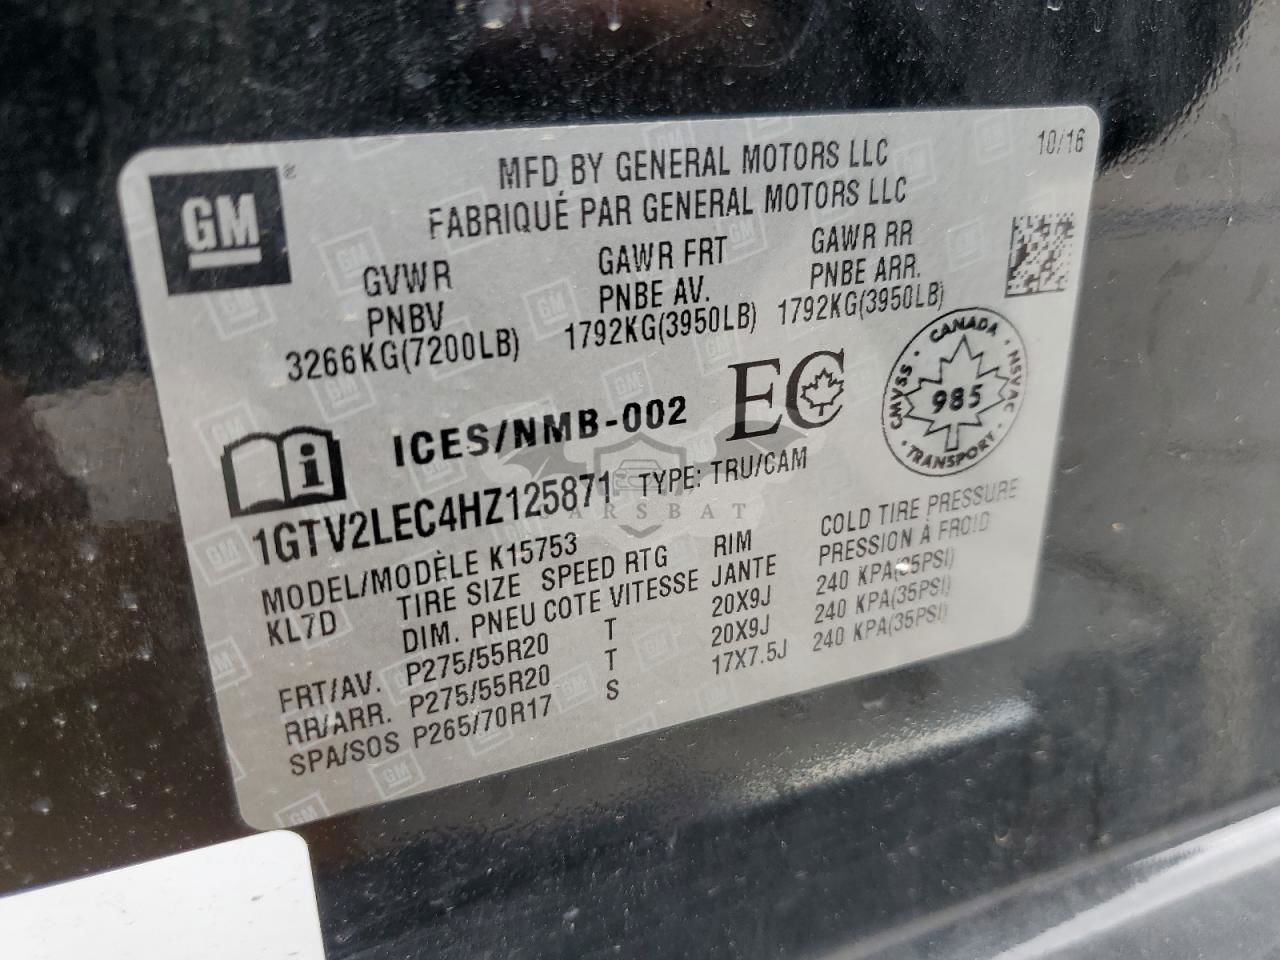 GM
MFD BY GENERAL MOTORS LLC
FABRIQUÉ PAR GENERAL MOTORS LLC
10/16
GVWR
PNBV
3266KG(7200LB)
GAWR FRT
PNBE AV.
1792KG(3950LB)
GAWR RR
PNBE ARR.
1792KG(3950LB)
ICES/NMB-002
EC
CANADA
CMVSS
NSVAC
985
TRANSPORT
1GTV2LEC4HZ125871 TYPE: TRU/CAM
ARSBAT
MODEL/MODÈLE K15753
KL7D TIRE SIZE SPEED RTG RIM COLD TIRE PRESSURE
DIM. PNEU COTE VITESSE JANTE PRESSION À FROID
FRT/AV. P275/55R20 T 20X9J 240 KPA(35PSI)
RR/ARR. P275/55R20 T 20X9J 240 KPA(35PSI)
SPA/SOS P265/70R17 S 17X7.5J 240 KPA(35PSI)